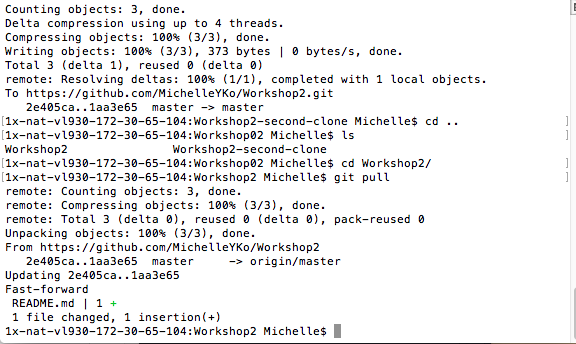 Counting objects: 3, done.
Delta compression using up to 4 threads.
Compressing objects: 100% (3/3), done.
Writing objects: 100% (3/3), 373 bytes | 0 bytes/s, done.
Total 3 (delta 1), reused 0 (delta 0)
remote: Resolving deltas: 100% (1/1), completed with 1 local objects.
To https://github.com/MichelleYKo/Workshop2.git
   2e405ca..1aa3e65  master -> master
[1x-nat-vl930-172-30-65-104:Workshop2-second-clone Michelle$ cd .. ]
[1x-nat-vl930-172-30-65-104:Workshop02 Michelle$ ls ]
Workshop2               Workshop2-second-clone
[1x-nat-vl930-172-30-65-104:Workshop02 Michelle$ cd Workshop2/ ]
[1x-nat-vl930-172-30-65-104:Workshop2 Michelle$ git pull ]
remote: Counting objects: 3, done.
remote: Compressing objects: 100% (3/3), done.
remote: Total 3 (delta 0), reused 0 (delta 0), pack-reused 0
Unpacking objects: 100% (3/3), done.
From https://github.com/MichelleYKo/Workshop2
   2e405ca..1aa3e65  master     -> origin/master
Updating 2e405ca..1aa3e65
Fast-forward
 README.md | 1 +
 1 file changed, 1 insertion(+)
1x-nat-vl930-172-30-65-104:Workshop2 Michelle$